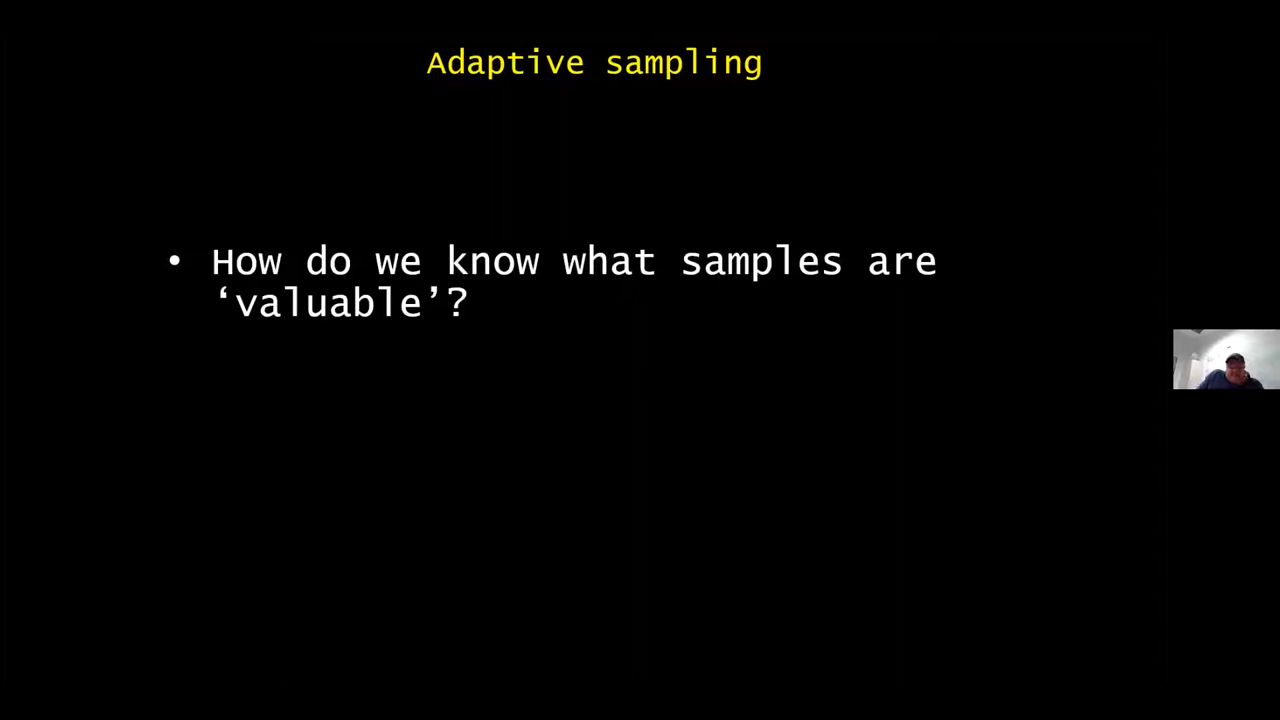 Adaptive sampling
• How do we know what samples are
‘valuable’?